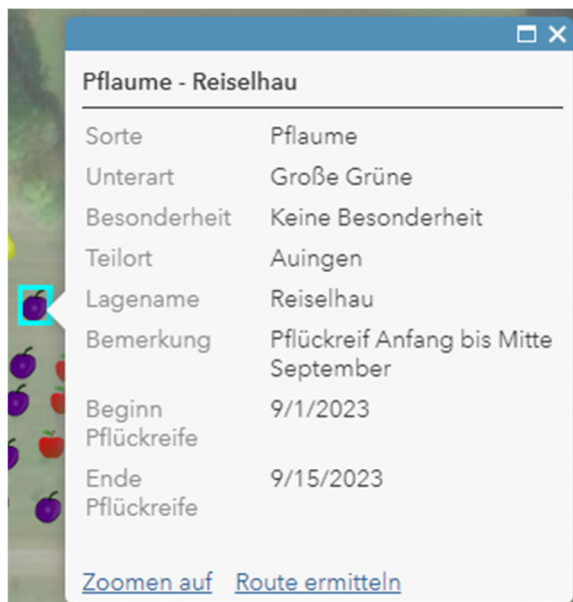 Pflaume - Reiselhau
Sorte Pflaume
Unterart Große Grüne
Besonderheit Keine Besonderheit
Teilort Auingen
Lagename Reiselhau
Bemerkung Pflückreif Anfang bis Mitte
September
Beginn 9/1/2023
Pflückreife
Ende 9/15/2023
Pflückreife
Zoomen auf Route ermitteln